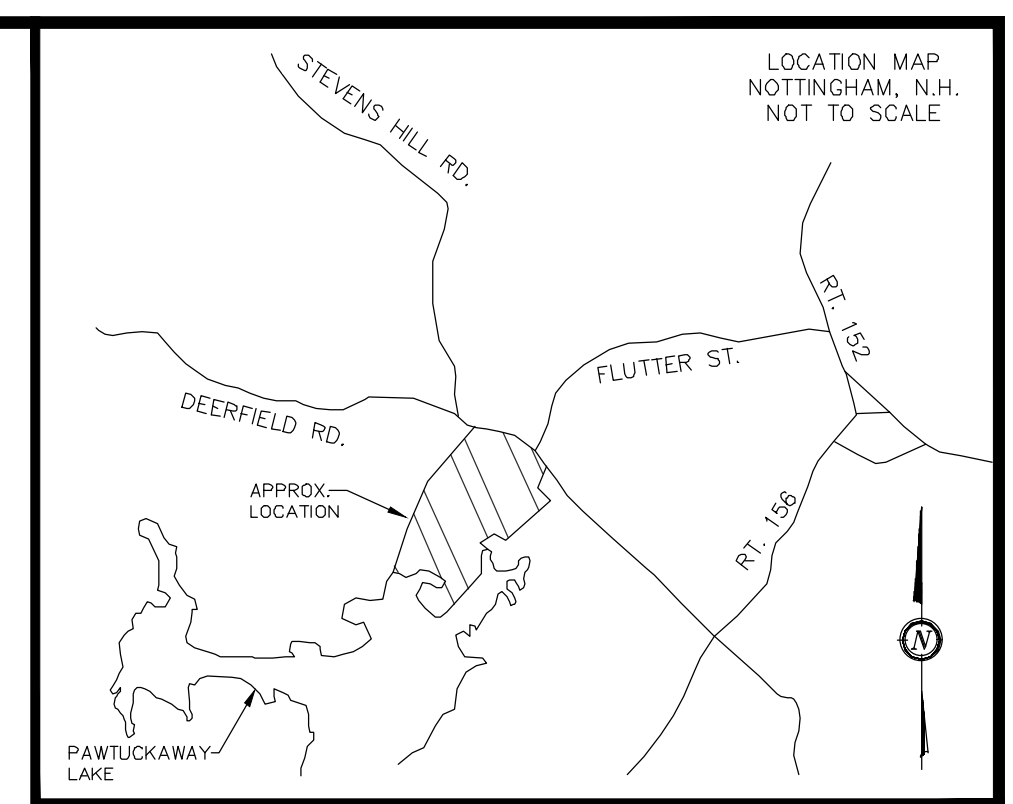 LOCATION MAP
NOTTINGHAM, N.H.
NOT TO SCALE
STEVENS HILL RD.
RT. 152
FLUTTER ST.
DEERFIELD RD.
APPROX.
LOCATION
RT. 156
N
PAWTUCKAWAY
LAKE